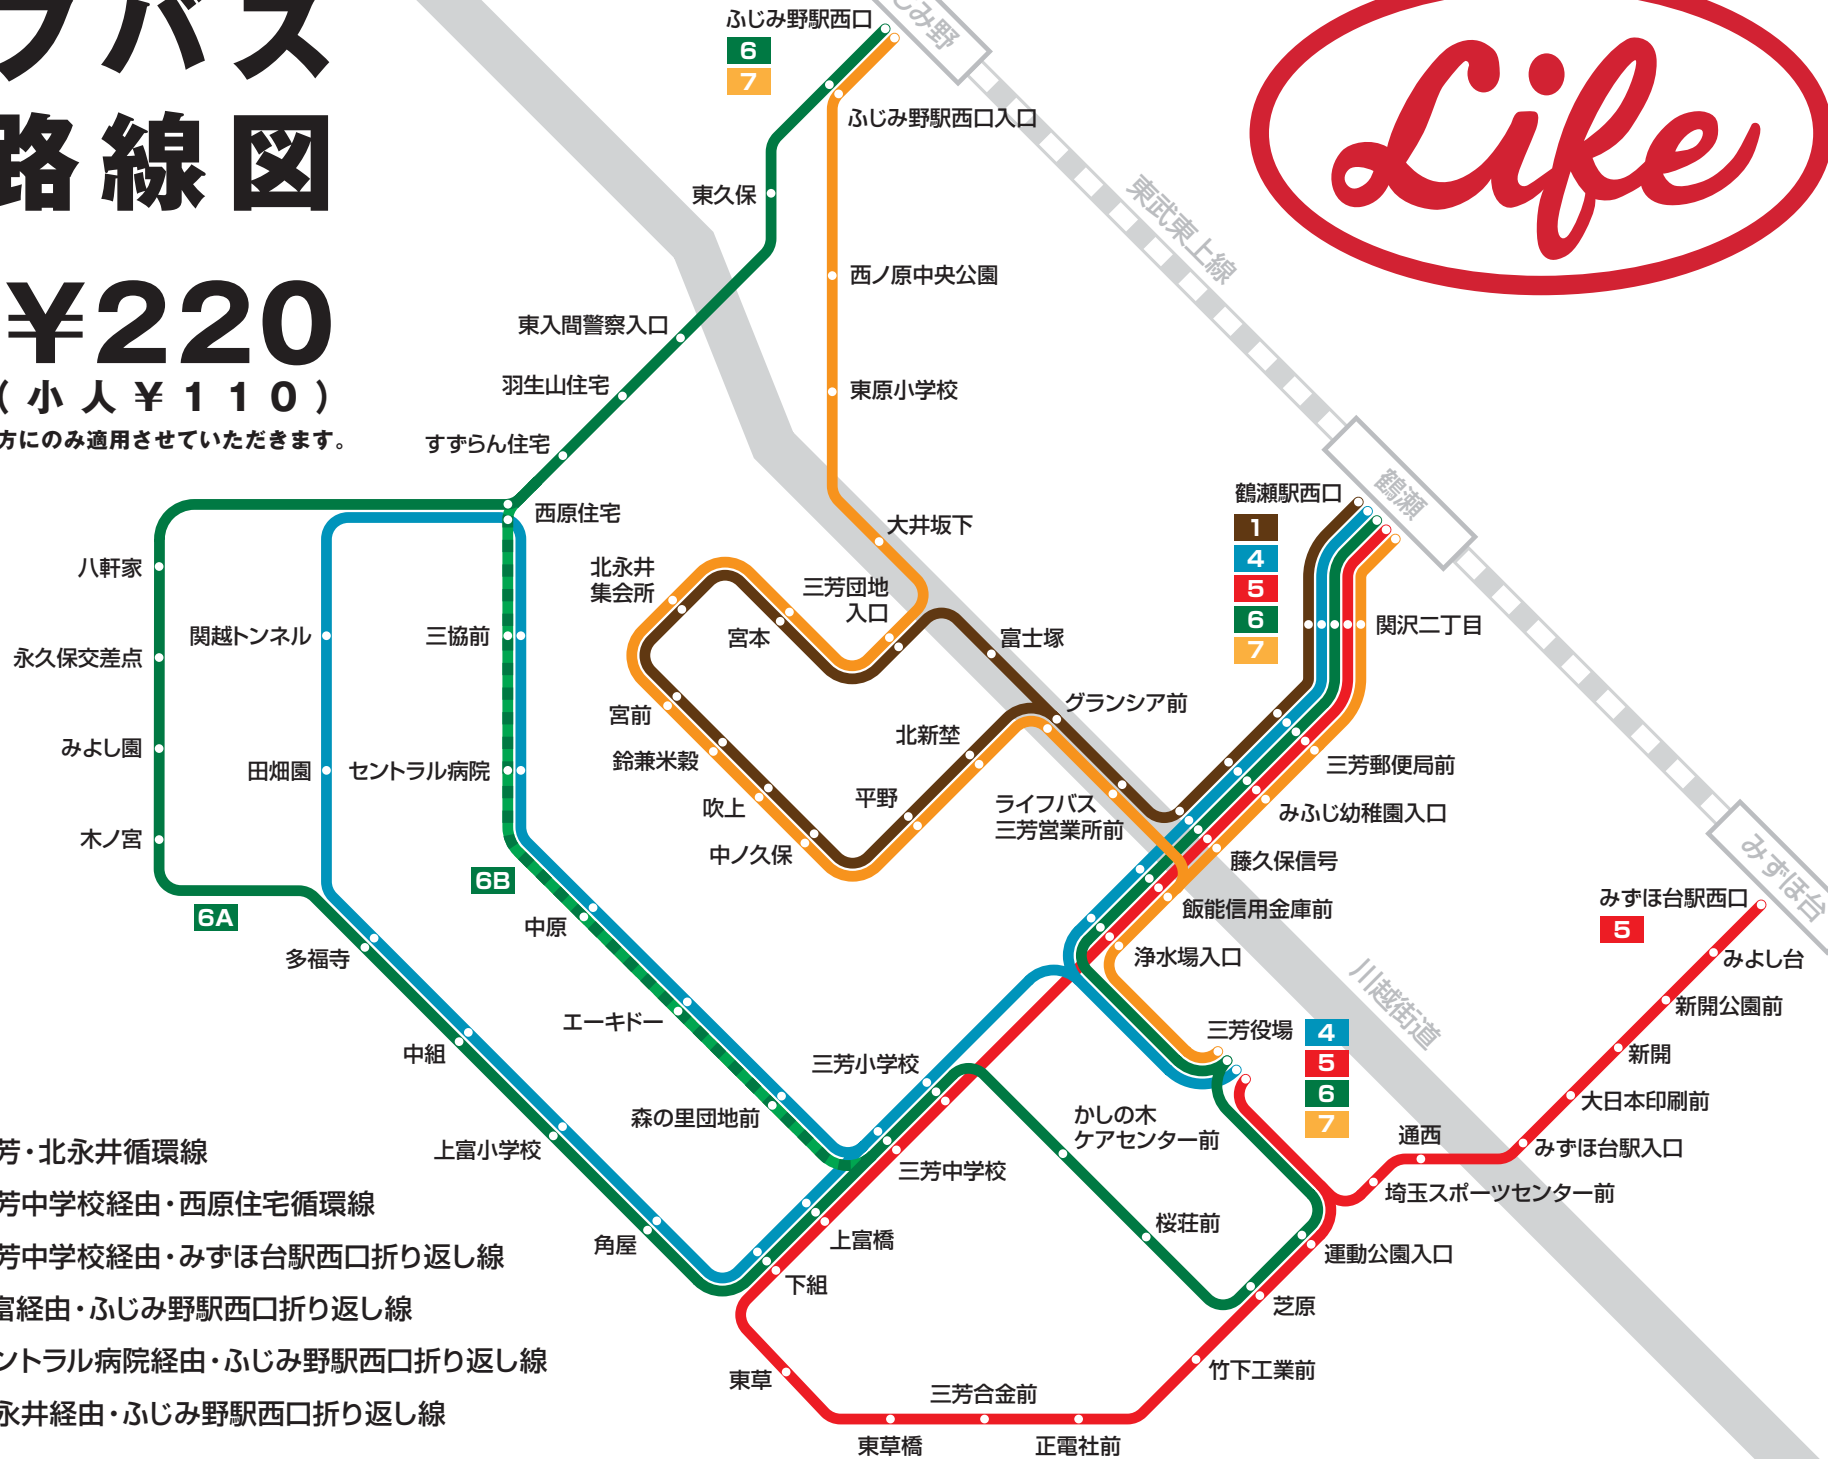 フバス
路線図
¥220
(小人¥110)
方にのみ適用させていただきます。
ふじみ野駅西口
6
7
じみ野
Life
ふじみ野駅西口入口
東武東上線
東久保
西ノ原中央公園
東入間警察入口
羽生山住宅
東原小学校
すずらん住宅
鶴瀬
鶴瀬駅西口
1
4
5
6
7
西原住宅
大井坂下
八軒家
北永井
集会所
三芳団地
入口
関越トンネル
三協前
宮本
富士塚
関沢二丁目
永久保交差点
宮前
グランシア前
みよし園
北新埜
田畑園
セントラル病院
鈴兼米穀
三芳郵便局前
吹上
平野
ライフバス
三芳営業所前
みふじ幼稚園入口
木ノ宮
中ノ久保
藤久保信号
みずほ台
6B
みずほ台駅西口
5
6A
中原
飯能信用金庫前
多福寺
浄水場入口
みよし台
川越街道
新開公園前
エーキドー
三芳役場
4
5
6
7
中組
新開
三芳小学校
大日本印刷前
森の里団地前
かしの木
ケアセンター前
通西
みずほ台駅入口
上富小学校
三芳中学校
埼玉スポーツセンター前
桜荘前
角屋
上富橋
運動公園入口
下組
芝原
東草
三芳合金前
竹下工業前
東草橋
正電社前
芳・北永井循環線
芳中学校経由・西原住宅循環線
芳中学校経由・みずほ台駅西口折り返し線
富経由・ふじみ野駅西口折り返し線
ントラル病院経由・ふじみ野駅西口折り返し線
永井経由・ふじみ野駅西口折り返し線